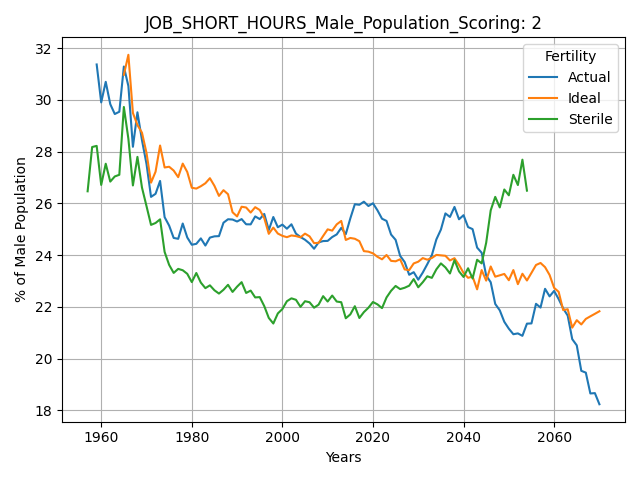 JOB_SHORT_HOURS_Male_Population_Scoring: 2
Fertility
Actual
Ideal
Sterile
% of Male Population
32
30
28
26
24
22
20
18
1960
1980
2000
2020
2040
2060
Years